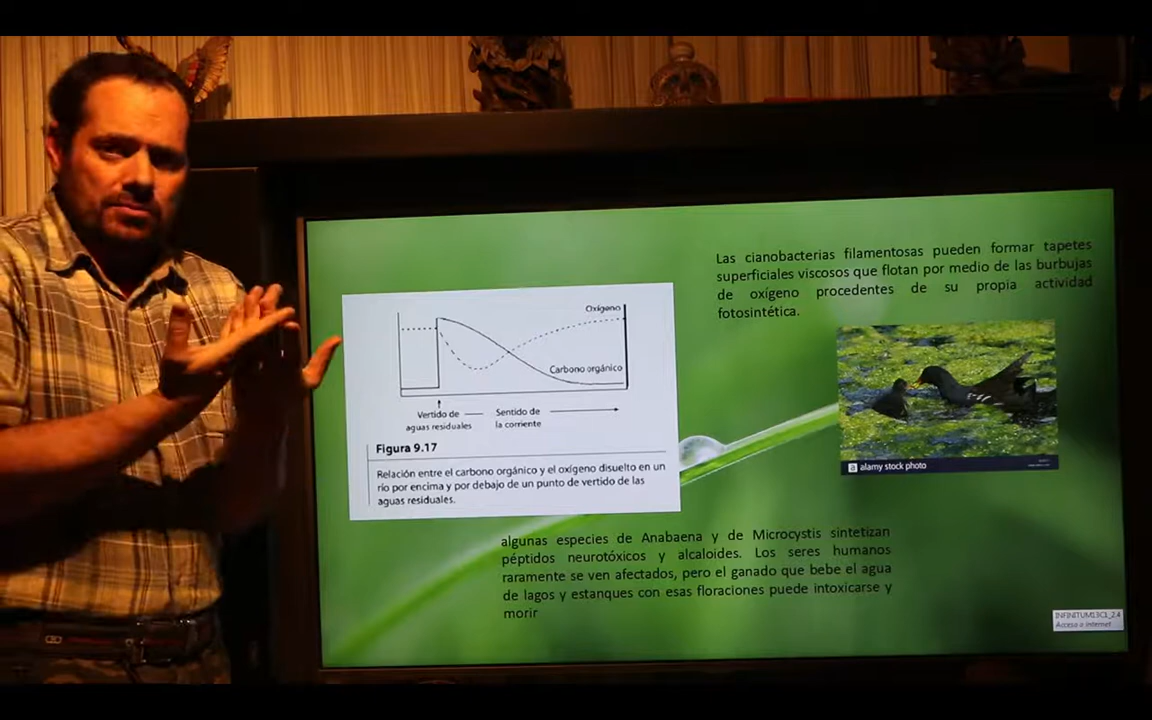 Las cianobacterias filamentosas pueden formar tapetes
superficiales viscosos que flotan por medio de las burbujas
de oxígeno procedentes de su propia actividad
fotosintética.
Oxígeno
Carbono orgánico
Vertido de
aguas residuales
Sentido de
la corriente
Figura 9.17
Relación entre el carbono orgánico y el oxígeno disuelto en un
río por encima y por debajo de un punto de vertido de las
aguas residuales.
a alamy stock photo
algunas especies de Anabaena y de Microcystis sintetizan
péptidos neurotóxicos y alcaloides. Los seres humanos
raramente se ven afectados, pero el ganado que bebe el agua
de lagos y estanques con esas floraciones puede intoxicarse y
morir
Acceso a Internet